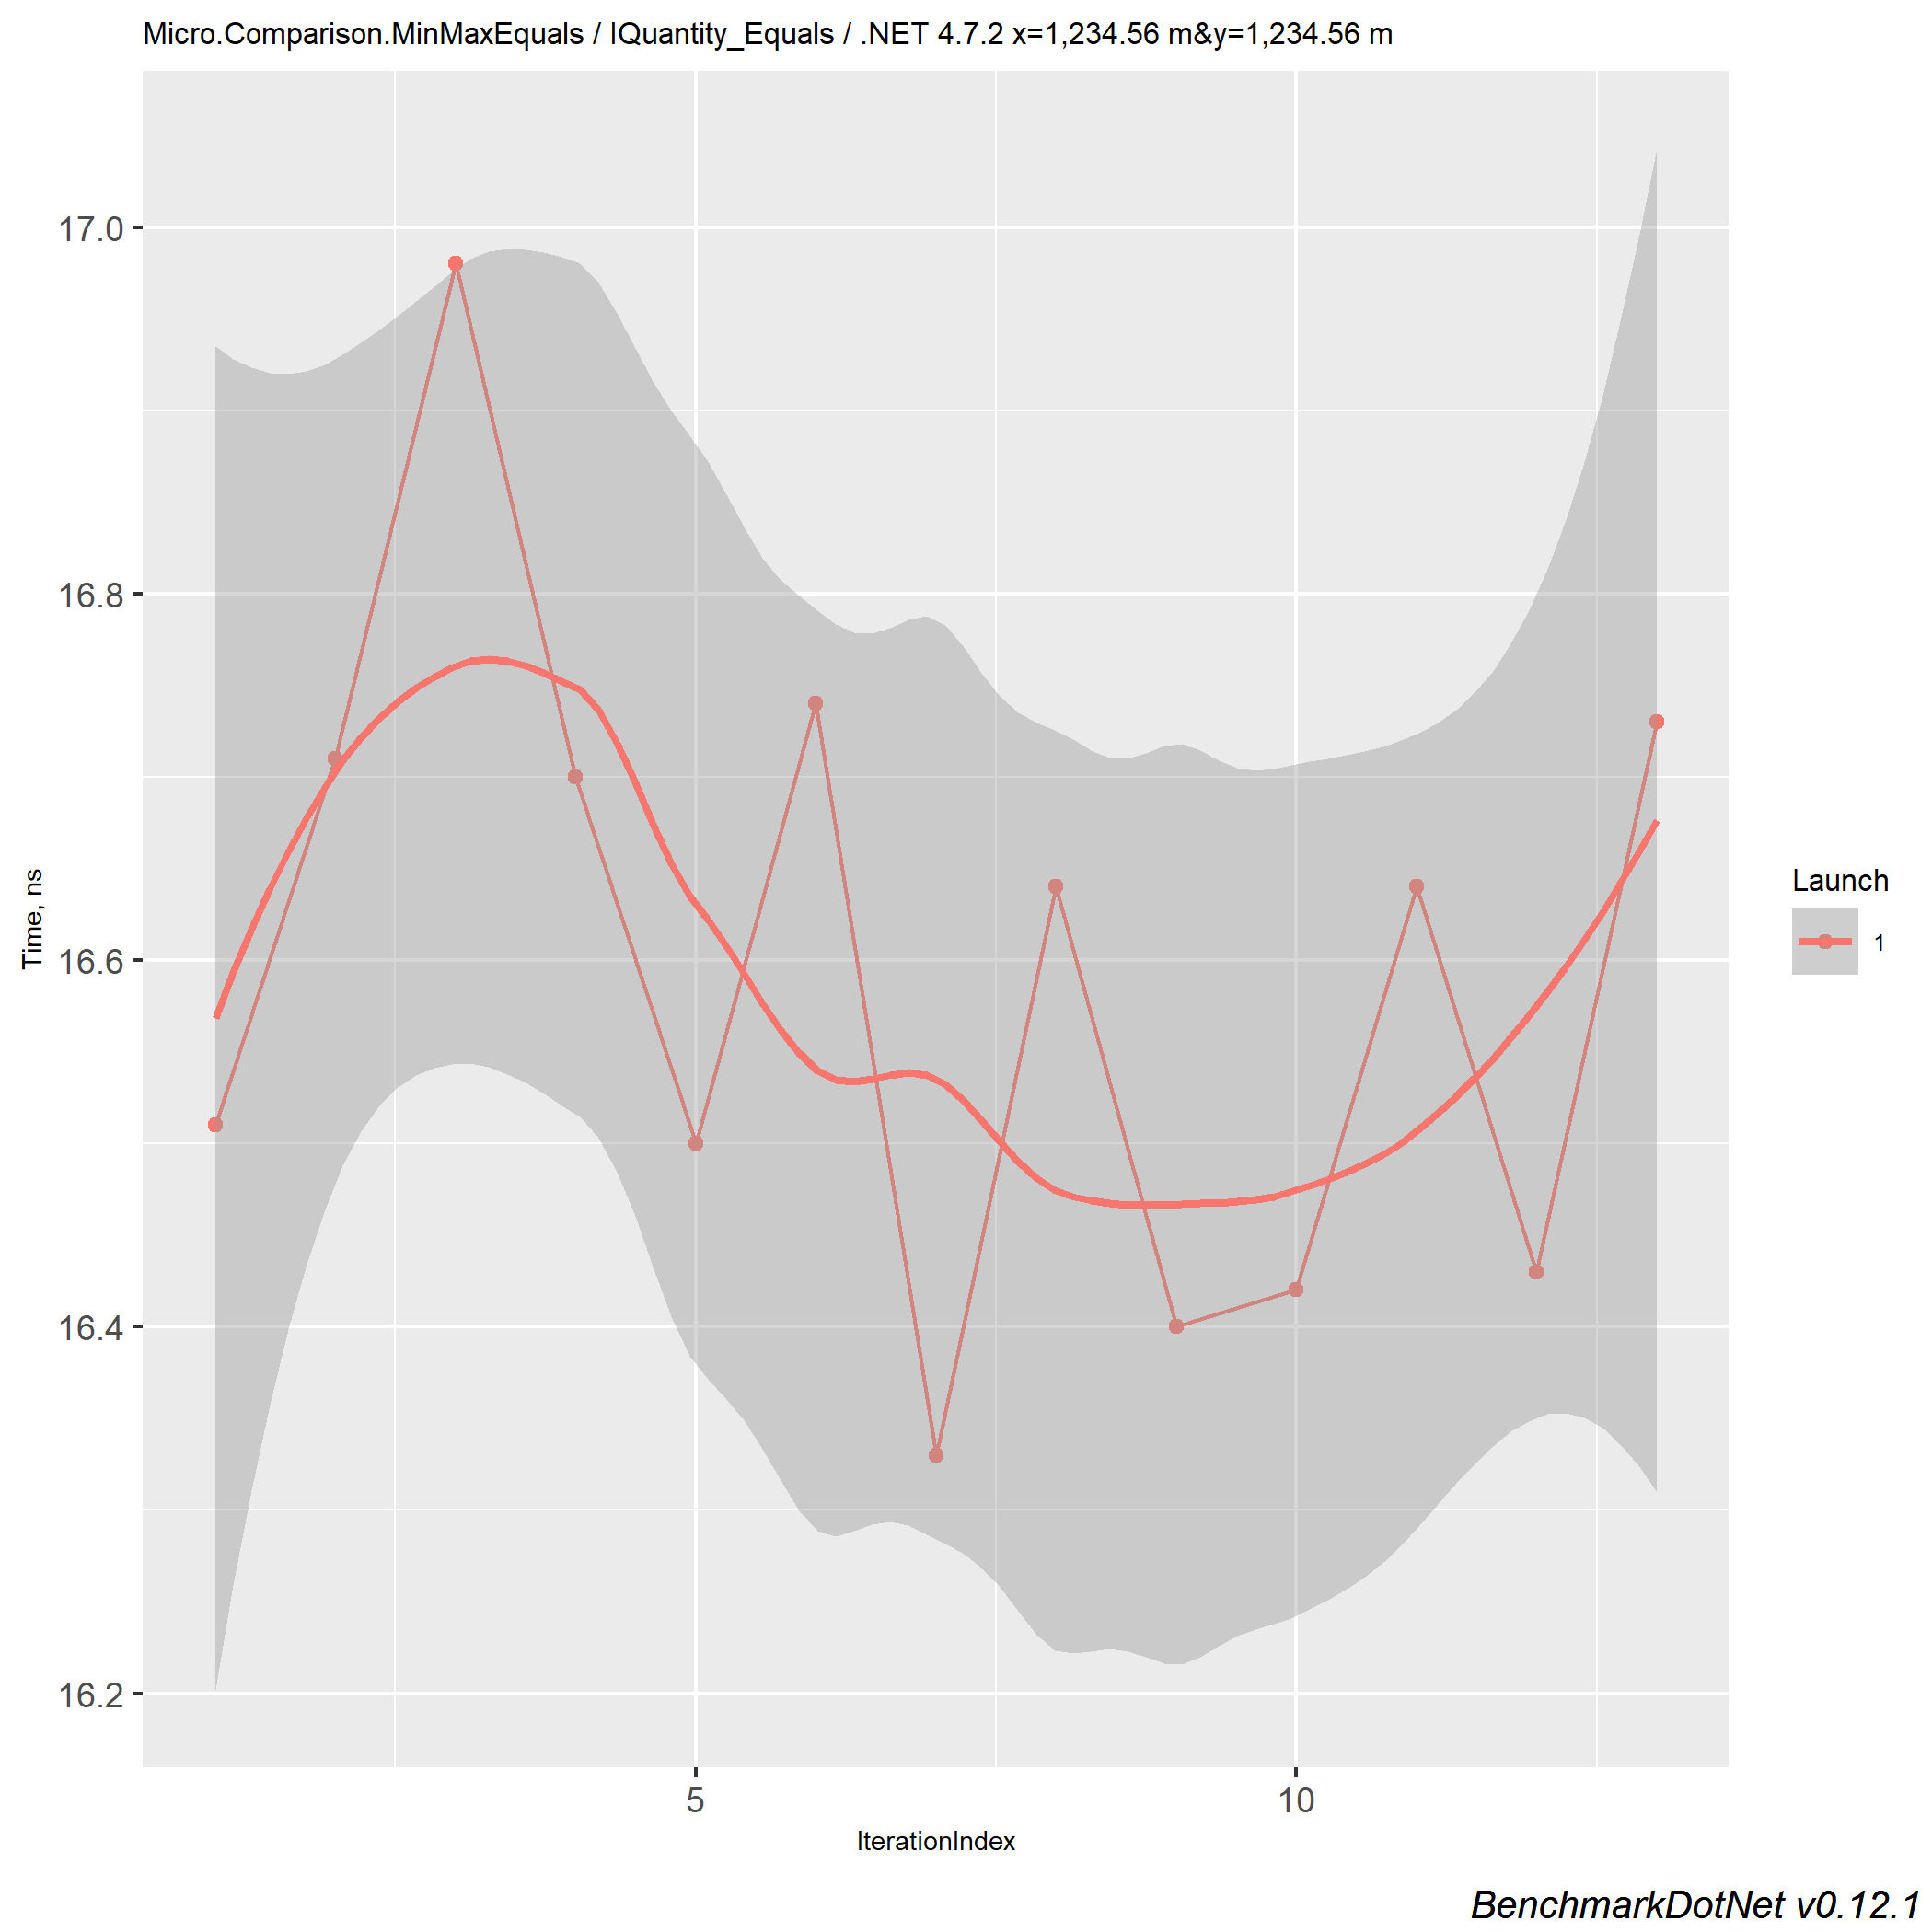 Micro.Comparison.MinMaxEquals / IQuantity_Equals / .NET 4.7.2 x=1,234.56 m&y=1,234.56 m
17.0
16.8
16.6
16.4
16.2
Time, ns
5
10
IterationIndex
Launch
1
BenchmarkDotNet v0.12.1